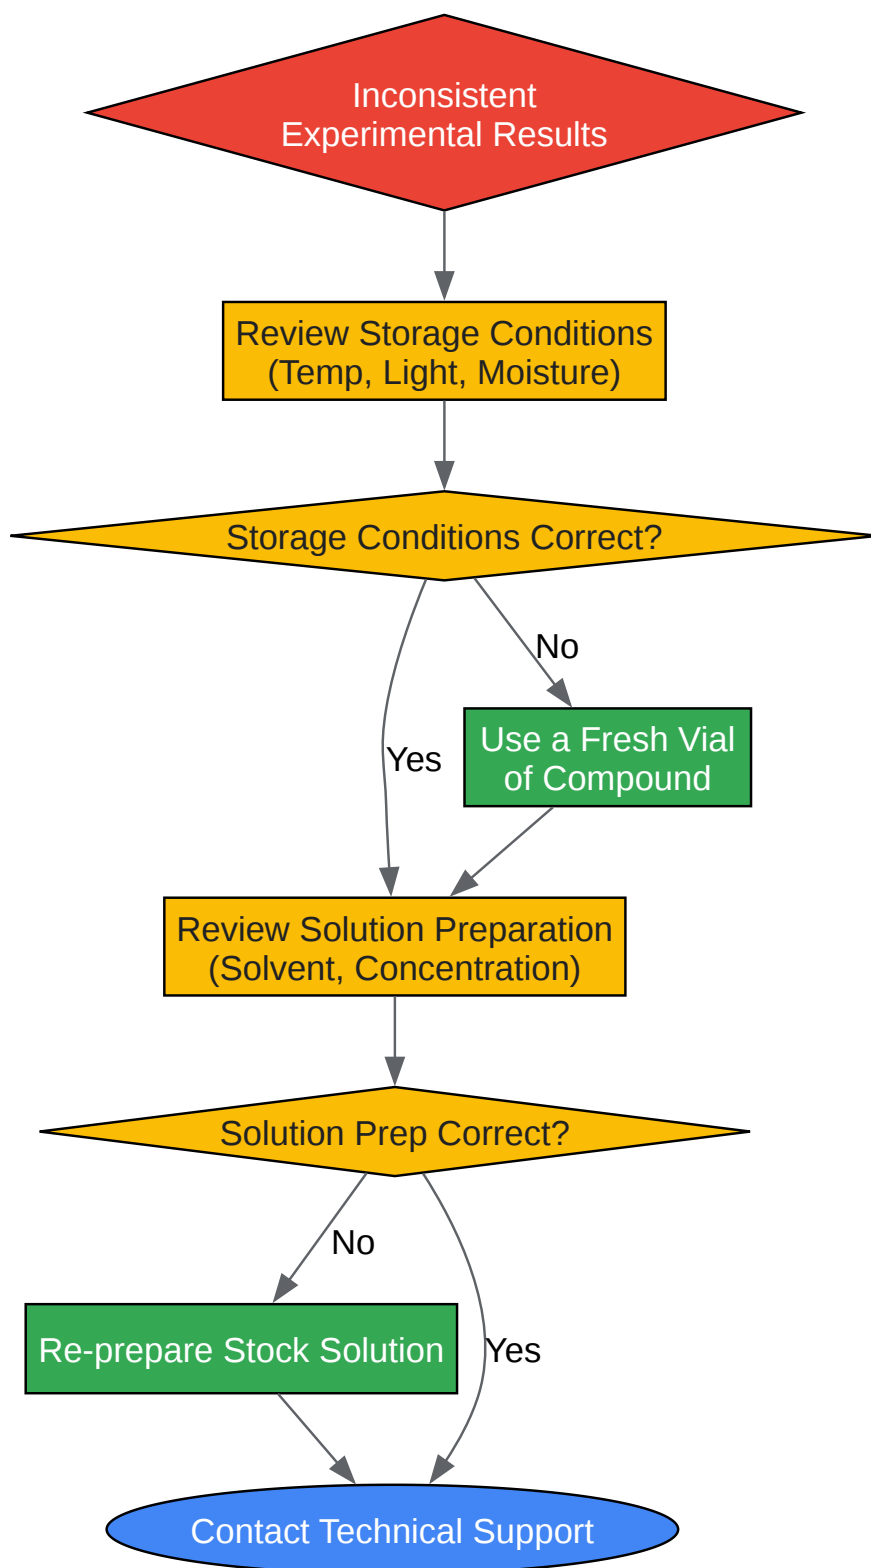 Inconsistent
Experimental Results
Review Storage Conditions
(Temp, Light, Moisture)
Storage Conditions Correct?
No
Use a Fresh Vial
of Compound
Yes
Review Solution Preparation
(Solvent, Concentration)
Solution Prep Correct?
No
Re-prepare Stock Solution
Yes
Contact Technical Support